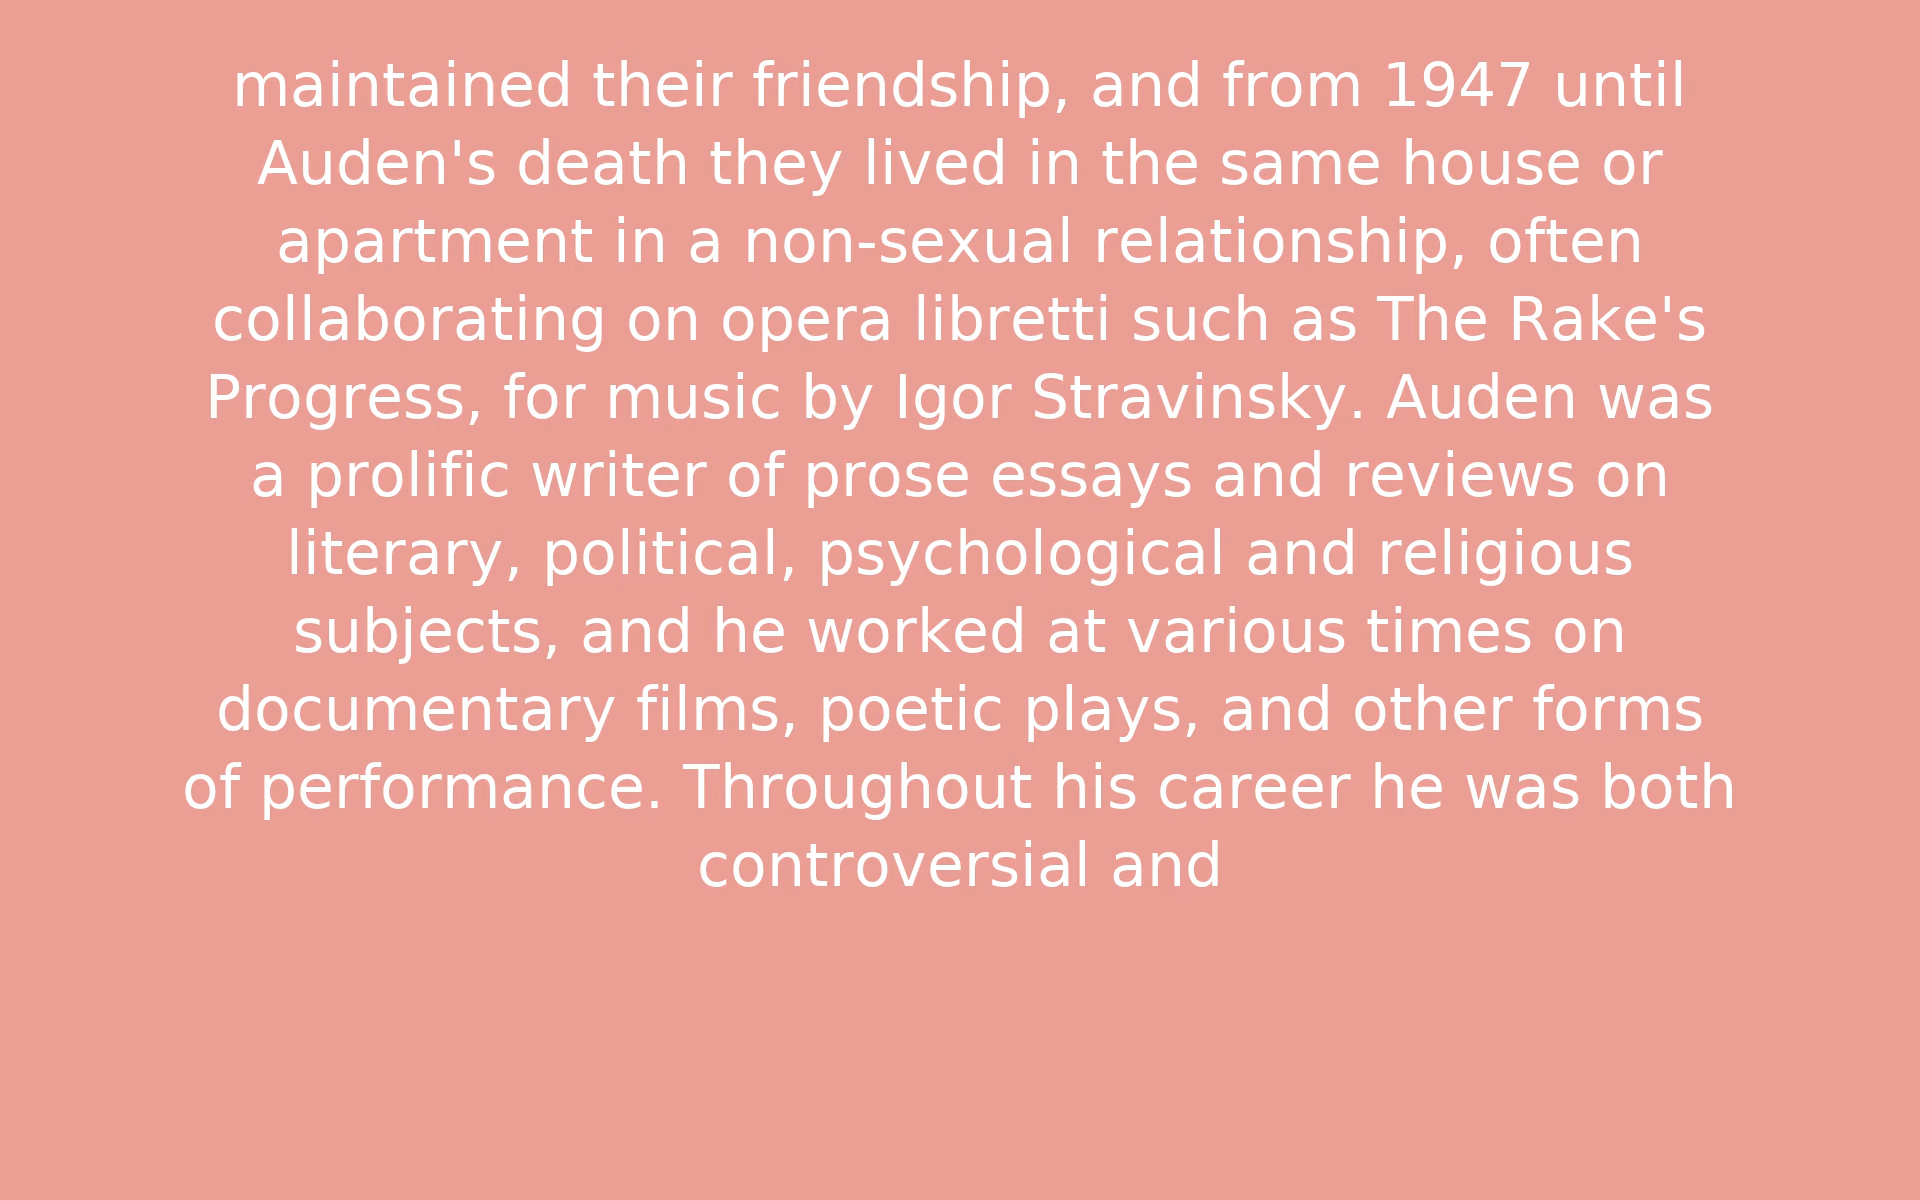 maintained their friendship, and from 1947 until
Auden's death they lived in the same house or
apartment in a non-sexual relationship, often
collaborating on opera libretti such as The Rake's
Progress, for music by Igor Stravinsky. Auden was
a prolific writer of prose essays and reviews on
literary, political, psychological and religious
subjects, and he worked at various times on
documentary films, poetic plays, and other forms
of performance. Throughout his career he was both
controversial and